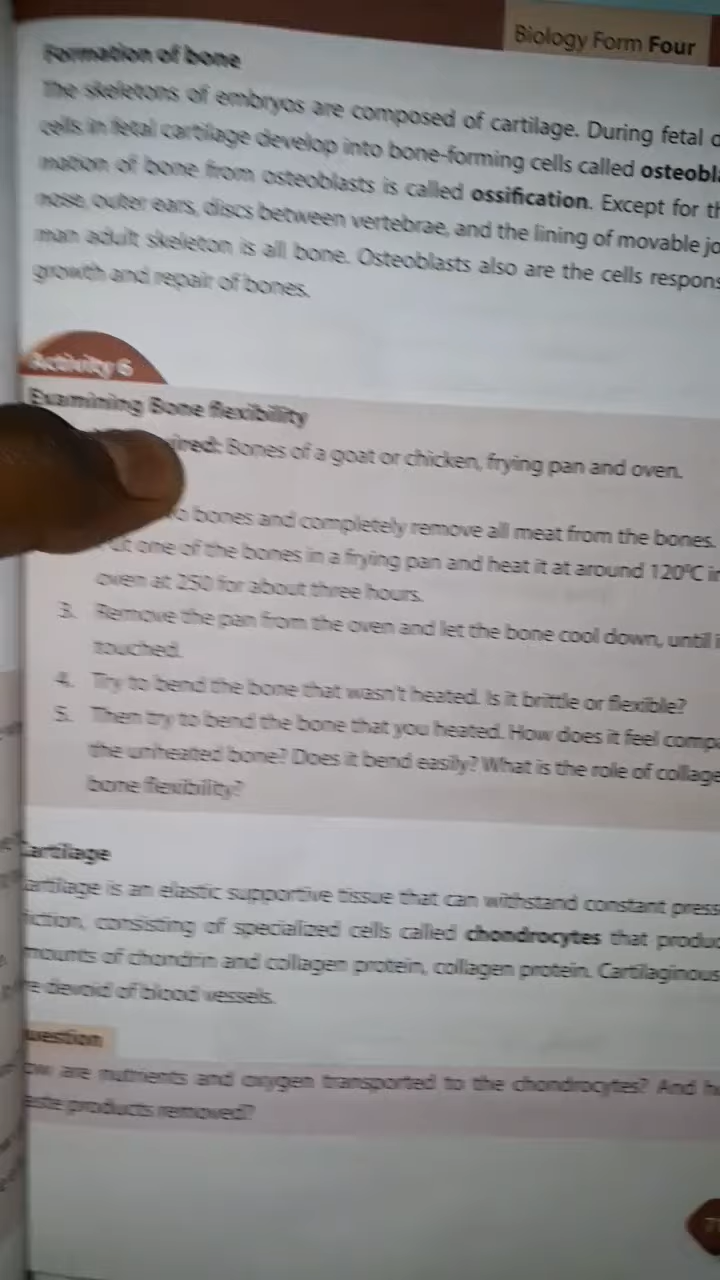 Biology Form Four
Formation of bone
The skeletons of embryos are composed of cartilage. During fetal
cells in fetal cartilage develop into bone-forming cells called osteobl
mation of bone from osteoblasts is called ossification. Except for th
nose, outer ears, discs between vertebrae, and the lining of movable jo
man adult skeleton is all bone. Osteoblasts also are the cells respons
growth and repair of bones.
Activity 6
Examining Bone flexibility
ired: Bones of a goat or chicken, frying pan and oven.
o bones and completely remove all meat from the bones.
ut one of the bones in a frying pan and heat it at around 120°C in
oven at 250 for about three hours.
3. Remove the pan from the oven and let the bone cool down, until i
touched.
4. Try to bend the bone that wasn't heated. Is it brittle or flexible?
5. Then try to bend the bone that you heated. How does it feel compa
the unheated bone? Does it bend easily? What is the role of collage
bone flexibility?
Cartilage
artilage is an elastic supportive tissue that can withstand constant press
iction, consisting of specialized cells called chondrocytes that produc
mounts of chondrin and collagen protein, collagen protein. Cartilaginous
re devoid of blood vessels.
uestion
ow are nutrients and oxygen transported to the chondrocytes? And h
aste products removed?